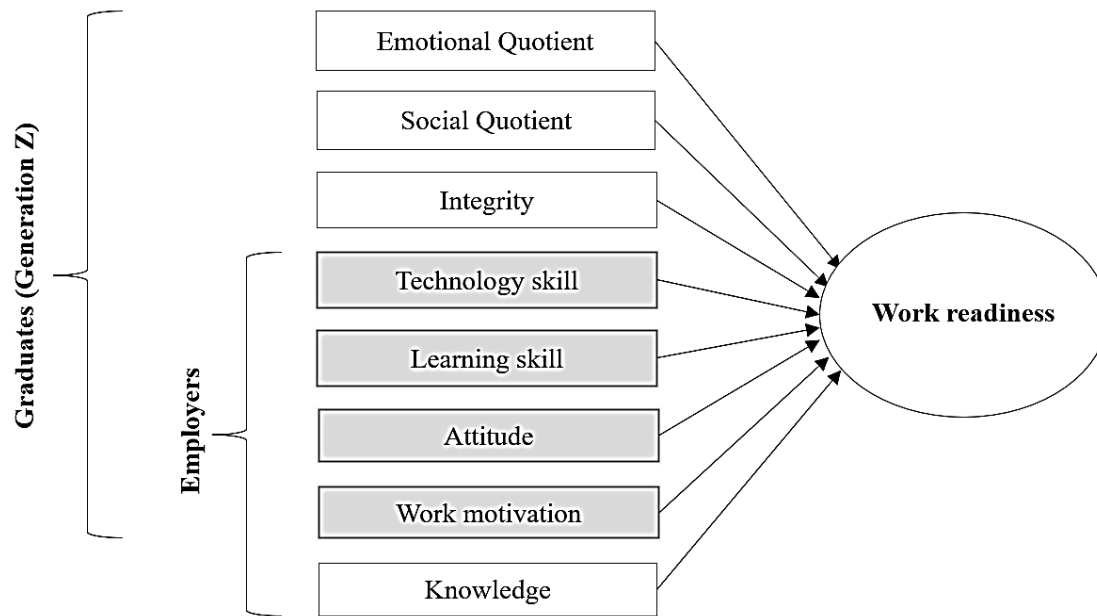 Graduates (Generation Z)
Employers
Emotional Quotient
Social Quotient
Integrity
Technology skill
Learning skill
Attitude
Work motivation
Knowledge
Work readiness